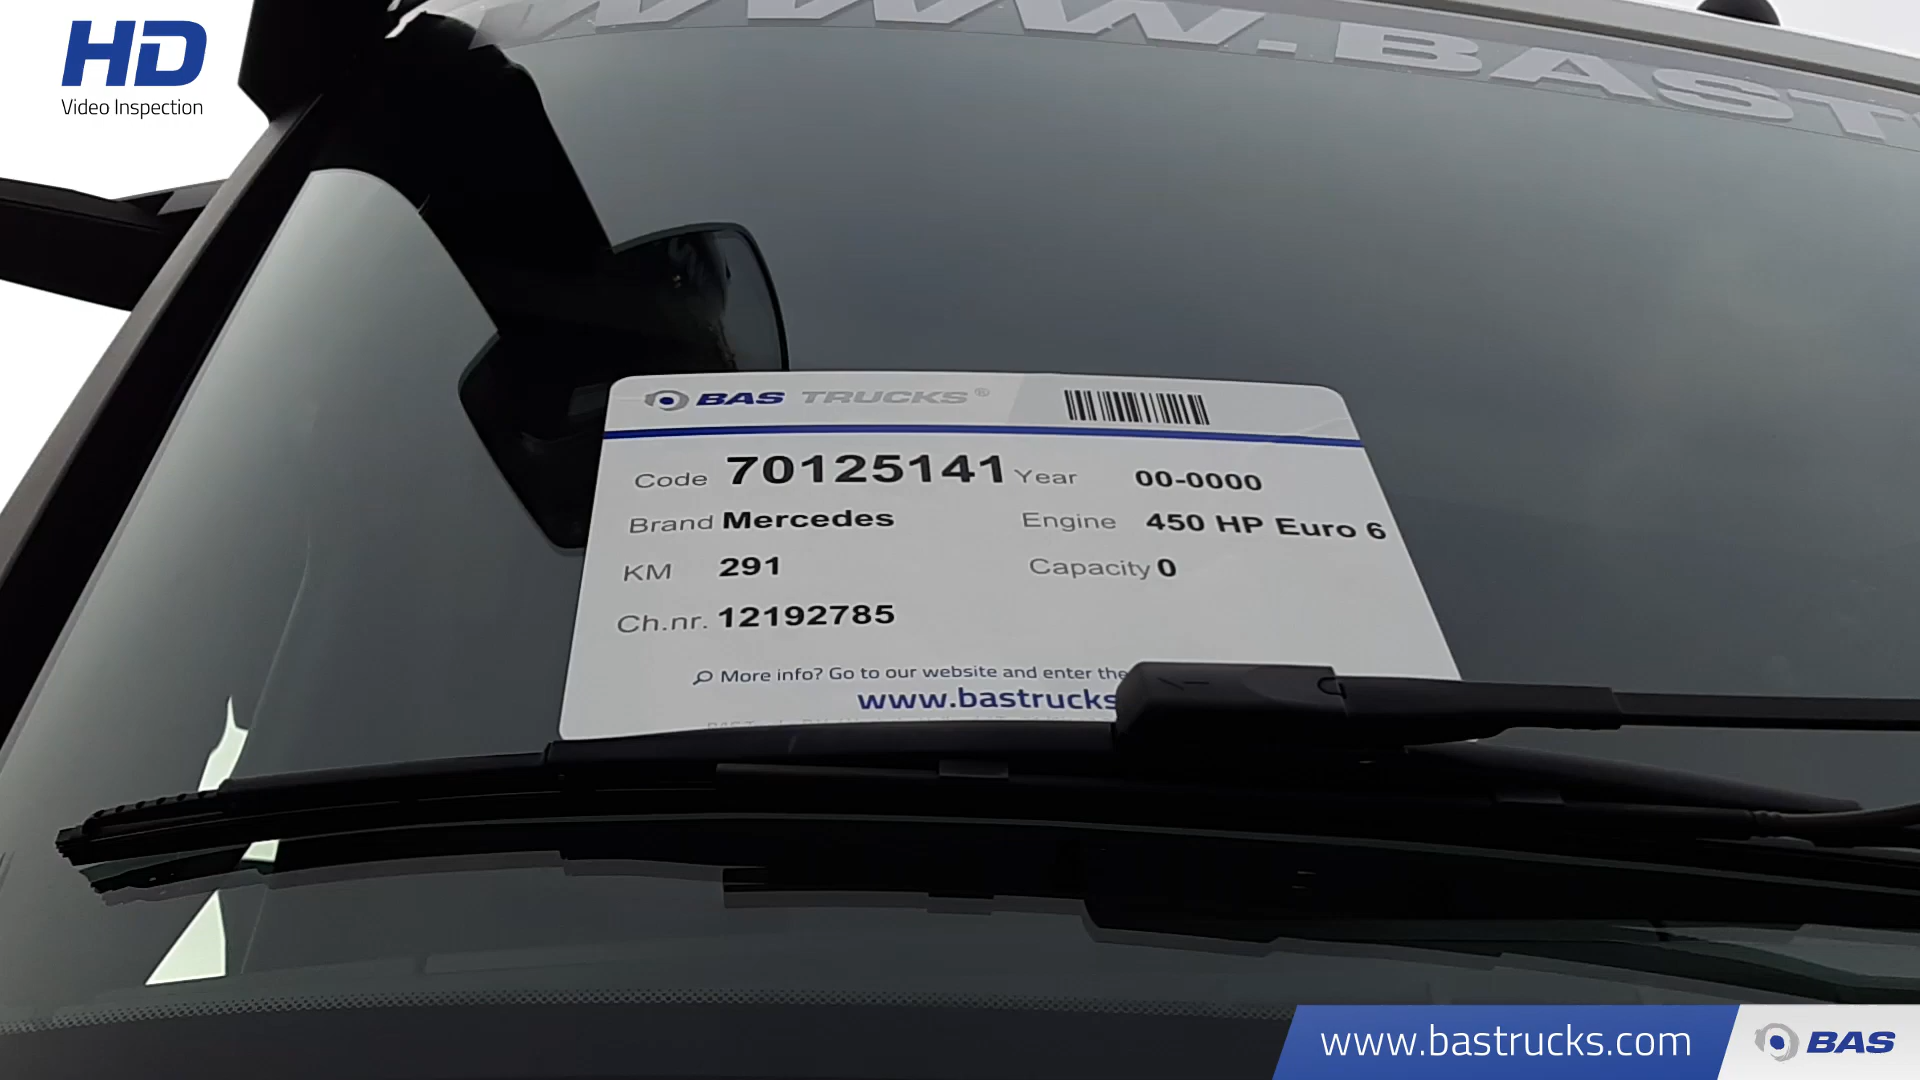 HD
Video Inspection
WWW.BAST
BAS TRUCKS®
Code 70125141 Year 00-0000
Brand Mercedes Engine 450 HP Euro 6
KM 291 Capacity 0
Ch.nr. 12192785
More info? Go to our website and enter the
www.bastrucks
www.bastrucks.com
BAS